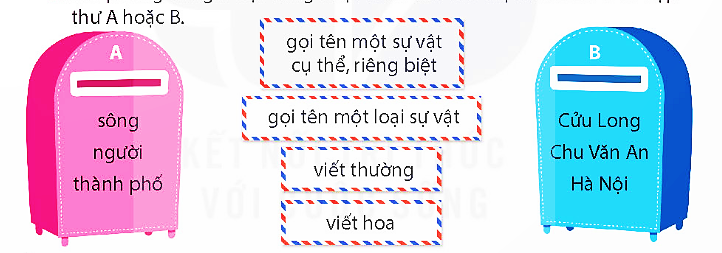 thư A hoặc B.
A
sông
người
thành phố
gọi tên một sự vật
cụ thể, riêng biệt
gọi tên một loại sự vật
viết thường
viết hoa
B
Cửu Long
Chu Văn An
Hà Nội